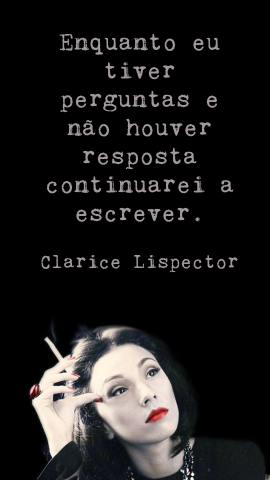 Enquanto eu
tiver
perguntas e
não houver
resposta
continuarei a
escrever.
Clarice Lispector